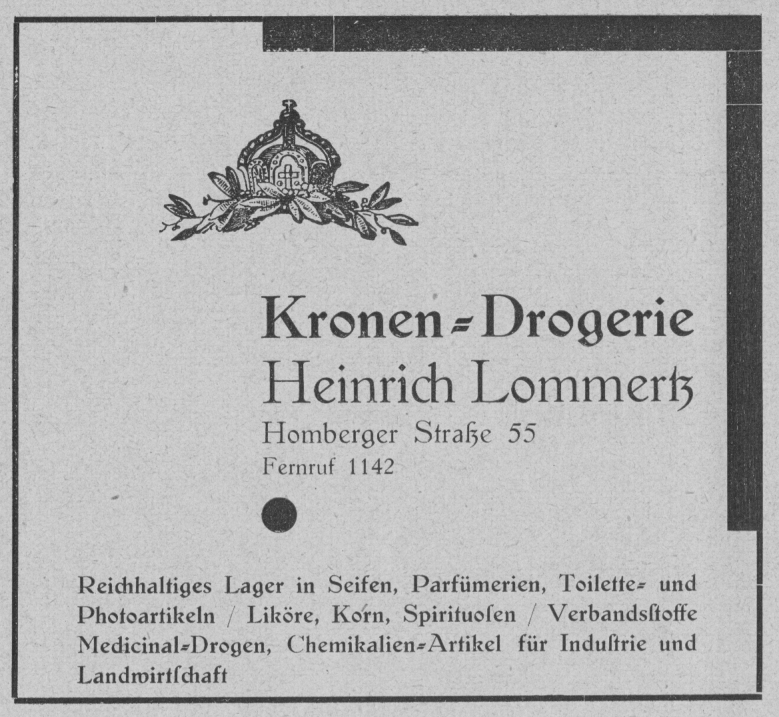 Kronen-Drogerie
Heinrich Lommertz
Homberger Straße 55
Fernruf 1142
Reichhaltiges Lager in Seifen, Parfümerien, Toilette- und
Photoartikeln / Liköre, Korn, Spirituoſen / Verbandsſtoffe
Medicinal-Drogen, Chemikalien-Artikel für Induſtrie und
Landwirtſchaft